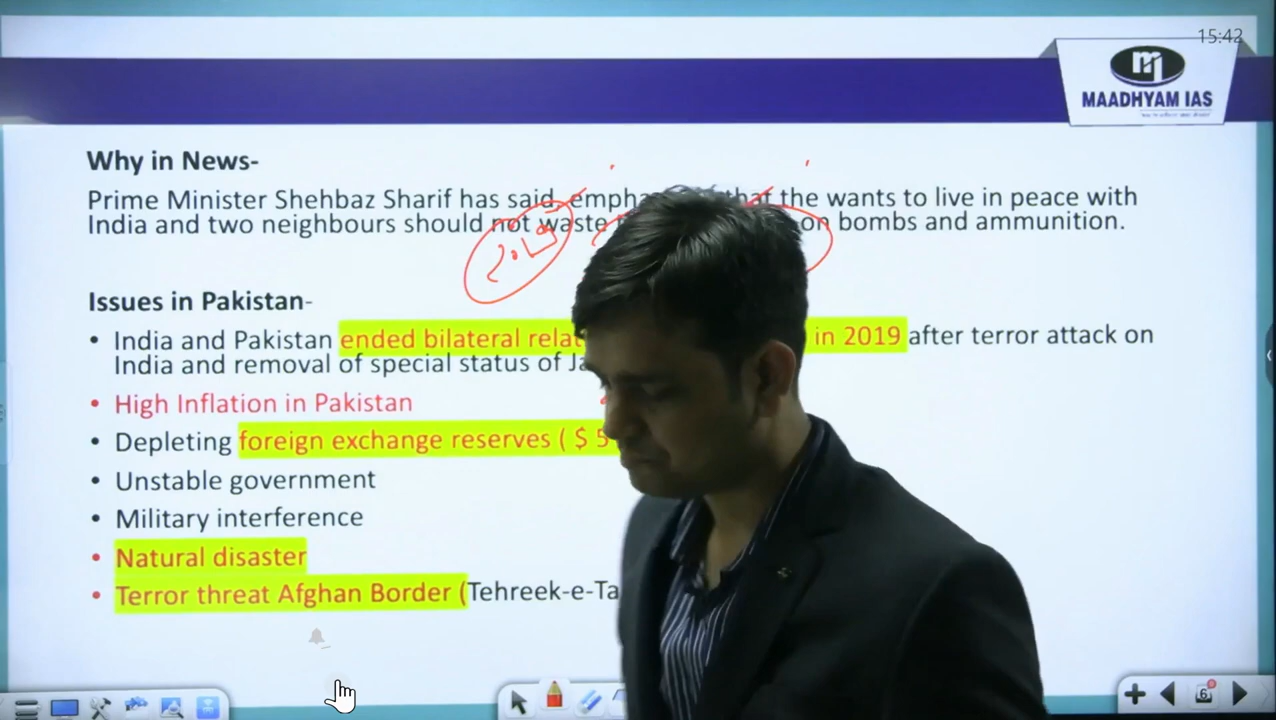 15:42
MAADHYAM IAS
Why in News-
Prime Minister Shehbaz Sharif has said, that the wants to live in peace with
India and two neighbours should not waste on bombs and ammunition.
2019
Issues in Pakistan-
• India and Pakistan ended bilateral in 2019 after terror attack on
India and removal of special status of
• High Inflation in Pakistan
• Depleting foreign exchange reserves ( $ 5
• Unstable government
• Military interference
• Natural disaster
• Terror threat Afghan Border (Tehreek-e-Ta
6